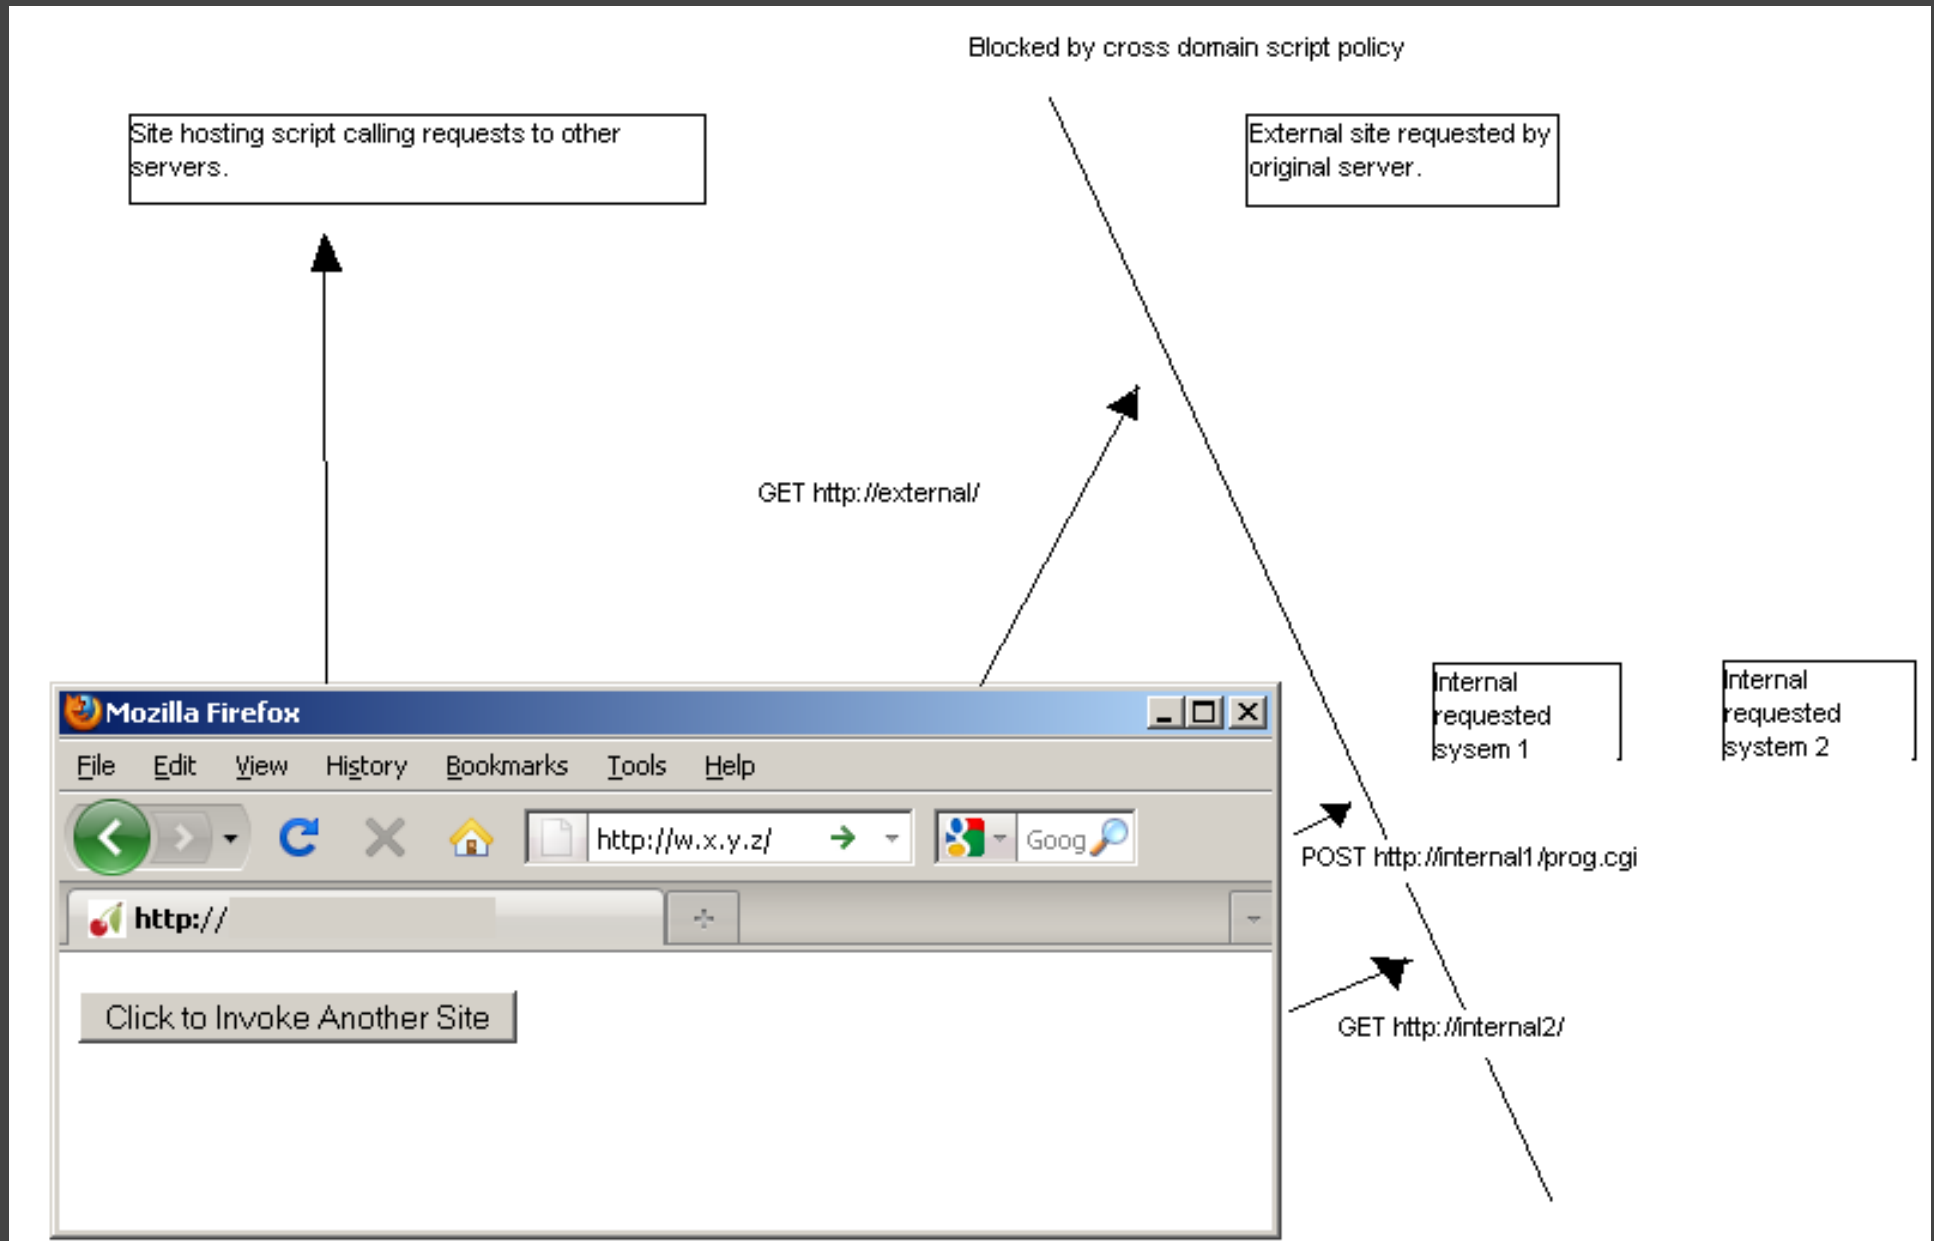 Blocked by cross domain script policy
Site hosting script calling requests to other
servers.
External site requested by
original server.
GET http://external/
Internal
requested
sysem 1
Internal
requested
system 2
Mozilla Firefox
File Edit View History Bookmarks Tools Help
http://w.x.y.z/
Goog
POST http://internal1/prog.cgi
http://
Click to Invoke Another Site
GET http://internal2/